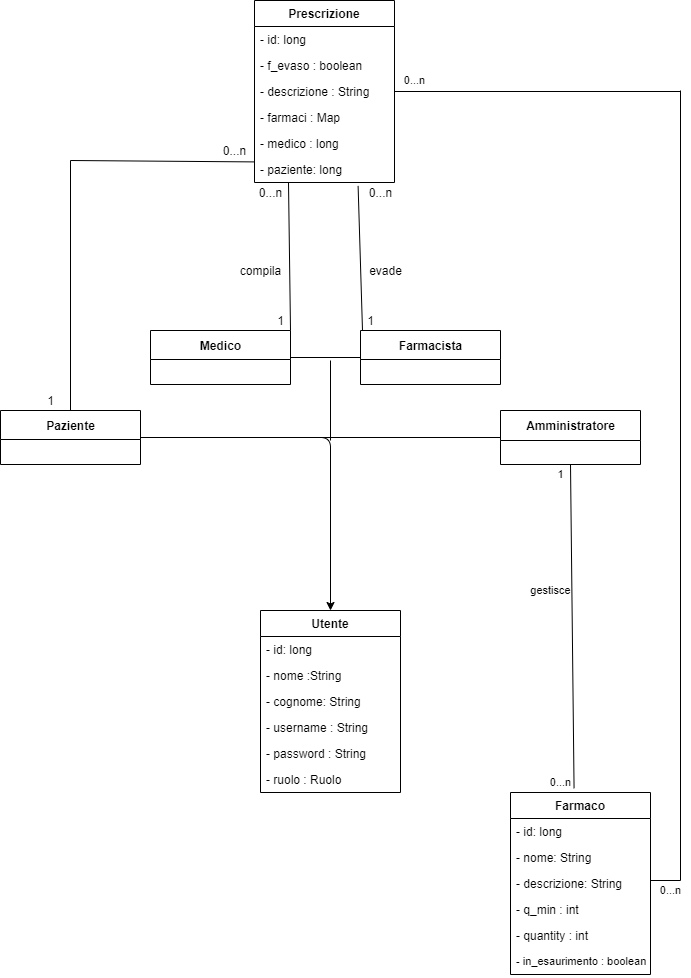 Prescrizione
- id: long
- f_evaso : boolean
- descrizione : String
- farmaci : Map
- medico : long
- paziente: long
0...n
0...n
0...n
0...n
compila
evade
1
1
Medico
Farmacista
1
Paziente
Amministratore
1
gestisce
Utente
- id: long
- nome :String
- cognome: String
- username : String
- password : String
- ruolo : Ruolo
0...n
Farmaco
- id: long
- nome: String
- descrizione: String
- q_min : int
- quantity : int
- in_esaurimento : boolean
0...n